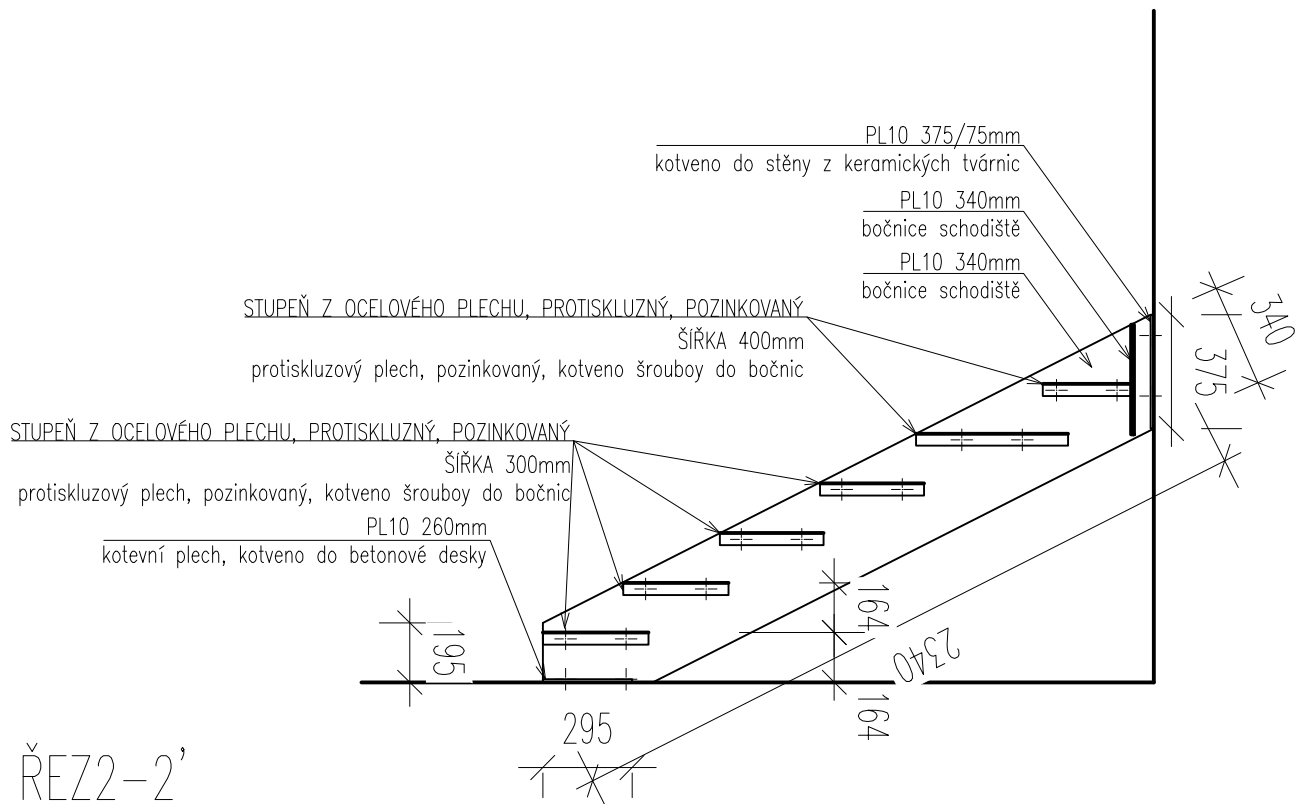 PL10 375/75mm
kotveno do stěny z keramických tvárnic
PL10 340mm
bočnice schodiště
PL10 340mm
bočnice schodiště
STUPEŇ Z OCELOVÉHO PLECHU, PROTISKLUZNÝ, POZINKOVANÝ
ŠÍŘKA 400mm
protiskluzový plech, pozinkovaný, kotveno šrouboy do bočnic
STUPEŇ Z OCELOVÉHO PLECHU, PROTISKLUZNÝ, POZINKOVANÝ
ŠÍŘKA 300mm
protiskluzový plech, pozinkovaný, kotveno šrouboy do bočnic
PL10 260mm
kotevní plech, kotveno do betonové desky
340
375
195
164
2340
164
295
ŘEZ2-2'